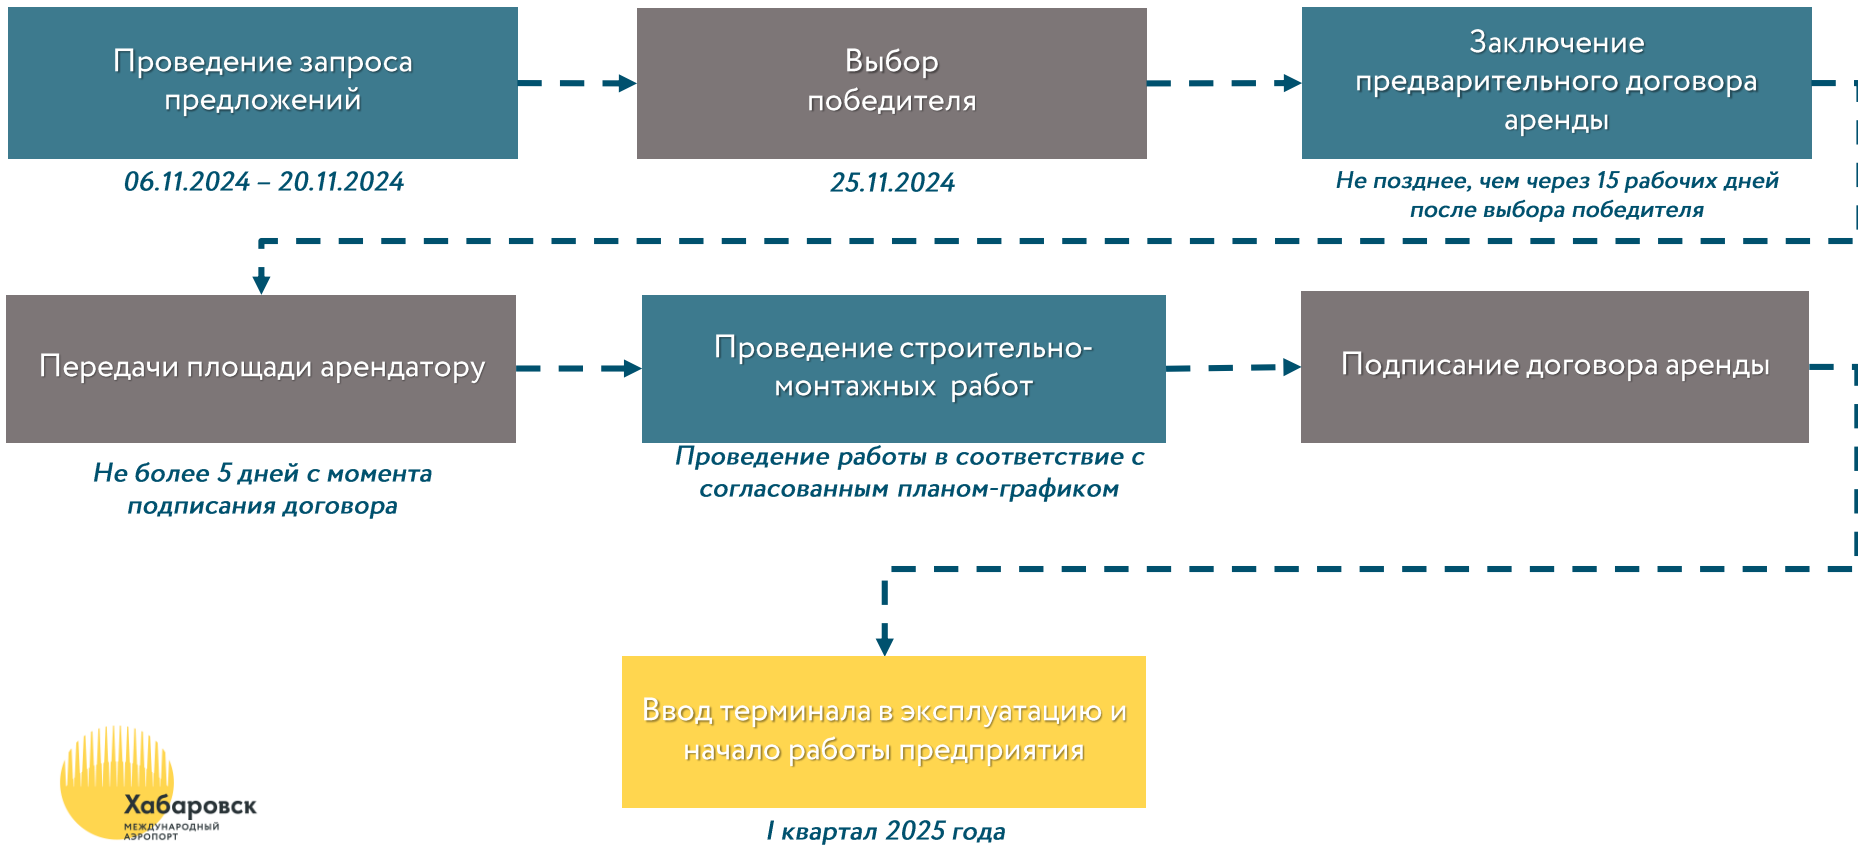 Проведение запроса
предложений
06.11.2024 – 20.11.2024
Выбор
победителя
25.11.2024
Заключение
предварительного договора
аренды
Не позднее, чем через 15 рабочих дней
после выбора победителя
Передачи площади арендатору
Не более 5 дней с момента
подписания договора
Проведение строительно-
монтажных работ
Проведение работы в соответствие с
согласованным планом-графиком
Подписание договора аренды
Ввод терминала в эксплуатацию и
начало работы предприятия
I квартал 2025 года
Хабаровск
МЕЖДУНАРОДНЫЙ
АЭРОПОРТ